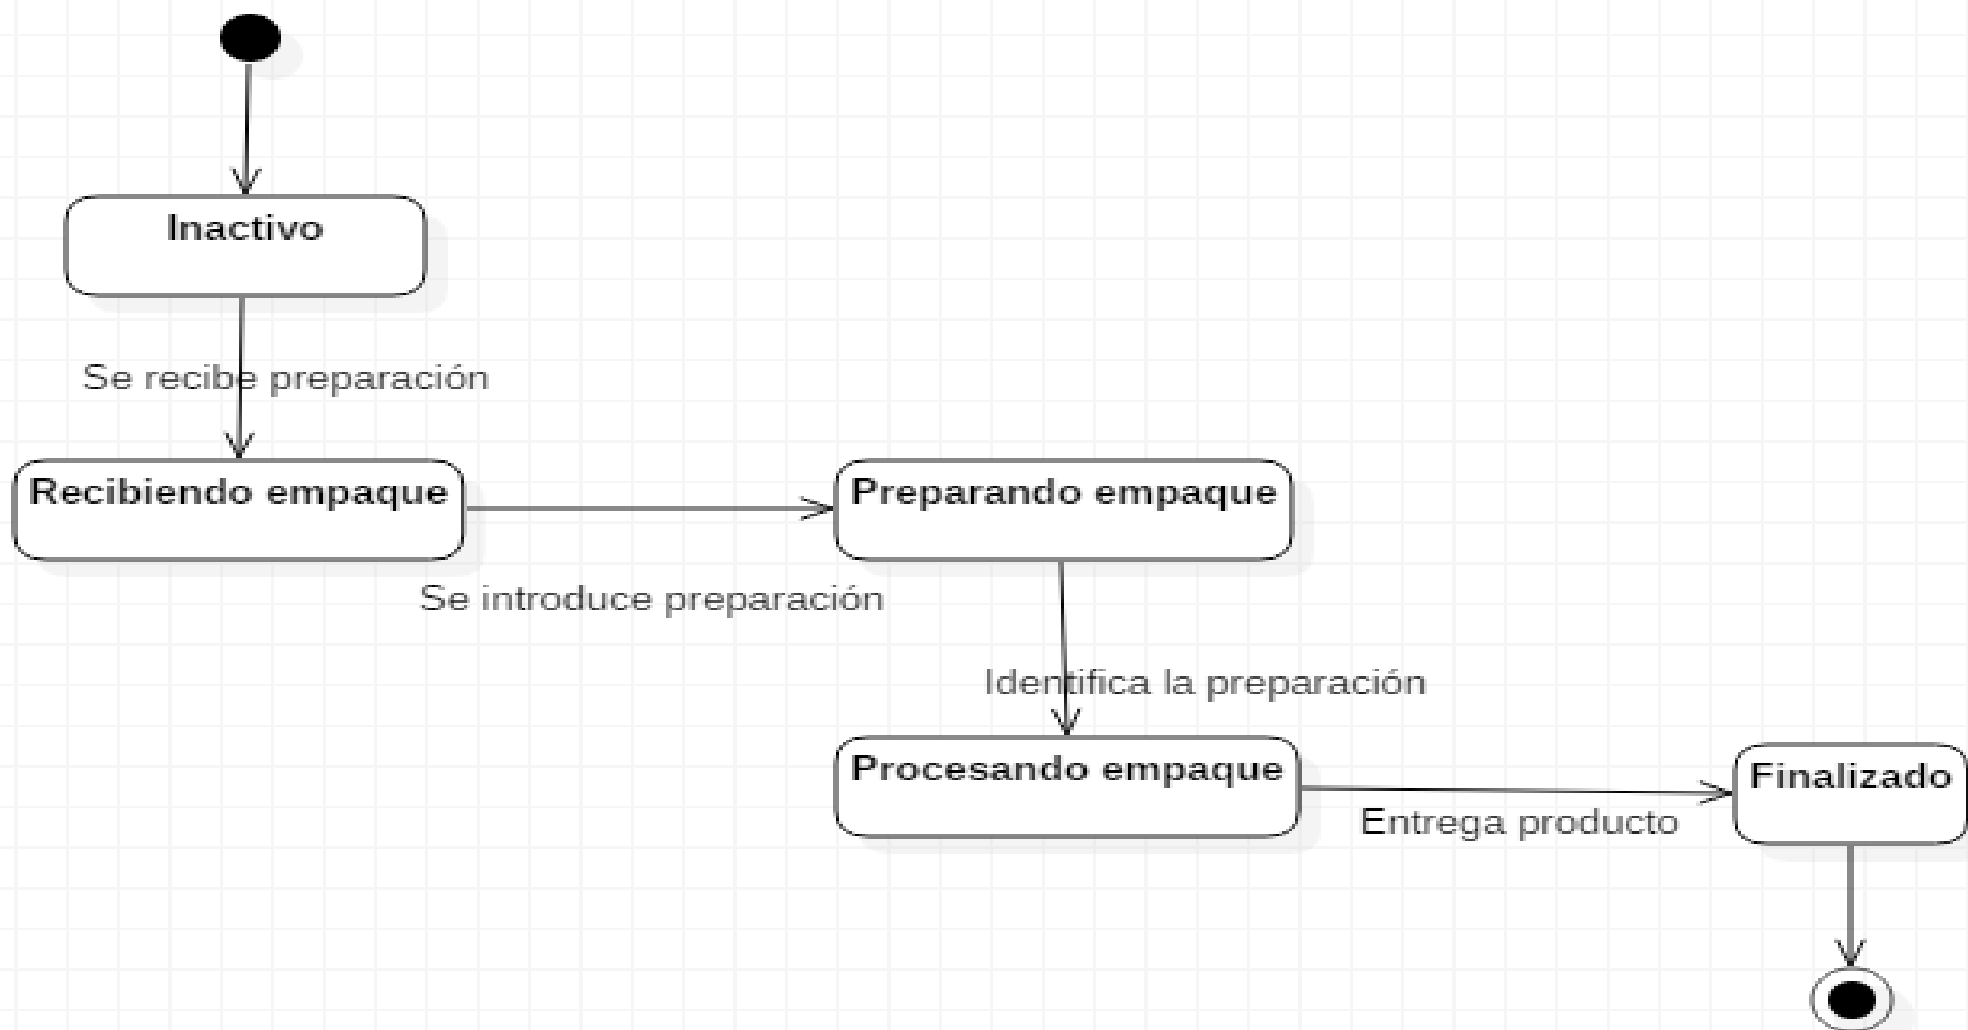 Inactivo
Se recibe preparación
Recibiendo empaque
Preparando empaque
Se introduce preparación
Identifica la preparación
Procesando empaque
Finalizado
Entrega producto